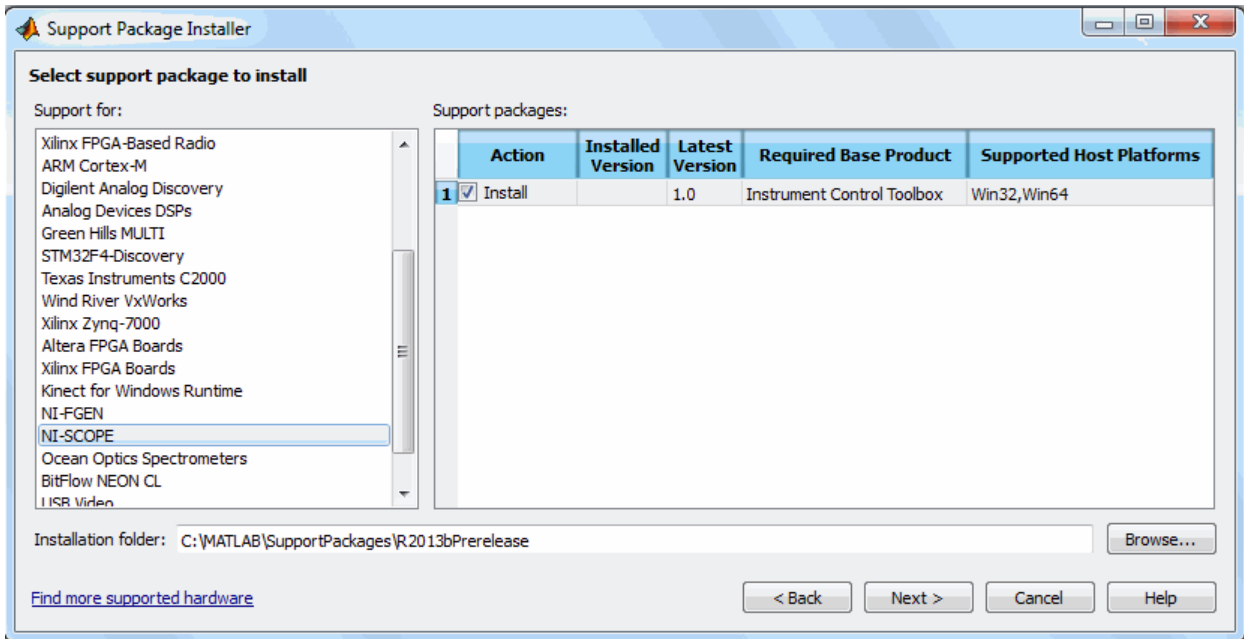 Support Package Installer
Select support package to install
Support for:
Xilinx FPGA-Based Radio
ARM Cortex-M
Digilent Analog Discovery
Analog Devices DSPs
Green Hills MULTI
STM32F4-Discovery
Texas Instruments C2000
Wind River VxWorks
Xilinx Zynq-7000
Altera FPGA Boards
Xilinx FPGA Boards
Kinect for Windows Runtime
NI-FGEN
NI-SCOPE
Ocean Optics Spectrometers
BitFlow NEON CL
USB Video
Support packages:
Action Installed Version Latest Version Required Base Product Supported Host Platforms
1 Install 1.0 Instrument Control Toolbox Win32,Win64
Installation folder: C:\MATLAB\SupportPackages\R2013bPrerelease Browse...
Find more supported hardware < Back Next > Cancel Help